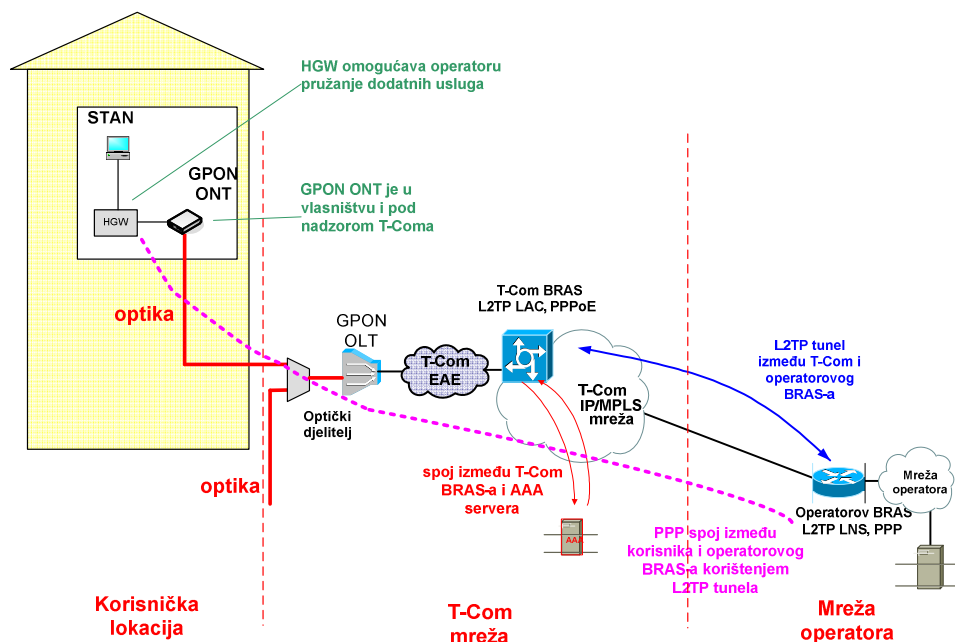 HGW omogućava operatoru
pružanje dodatnih usluga
STAN
GPON
ONT
HGW
GPON ONT je u
vlasništvu i pod
nadzorom T-Coma
optika
GPON
OLT
T-Com BRAS
L2TP LAC, PPPoE
T-Com
EAE
T-Com
IP/MPLS
mreža
L2TP tunel
između T-Com i
operatorovog
BRAS-a
Optički
djelitelj
optika
spoj između T-Com
BRAS-a i AAA
servera
AAA
Mreža
operatora
Operatorov BRAS
L2TP LNS, PPP
PPP spoj između
korisnika i operatorovog
BRAS-a korištenjem
L2TP tunela
Korisnička
lokacija
T-Com
mreža
Mreža
operatora